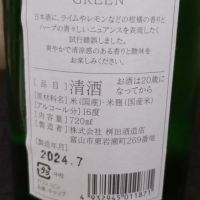 GREEN
日本酒に、ライムやレモンなどの柑橘の香りと
ハーブの青々しいニュアンスを表現したく
試行錯誤しました。
爽やかで清涼感のある香りと酸味を
お楽しみください。
[品目]清酒 お酒は20歳になってから
[原材料名]米(国産)・米麹(国産米)
[アルコール分]16度
[内容量]720ml
[製造者]株式会社 桝田酒造店
富山市東岩瀬町269番地
[製造年月]
2024.7
4 932945 011871